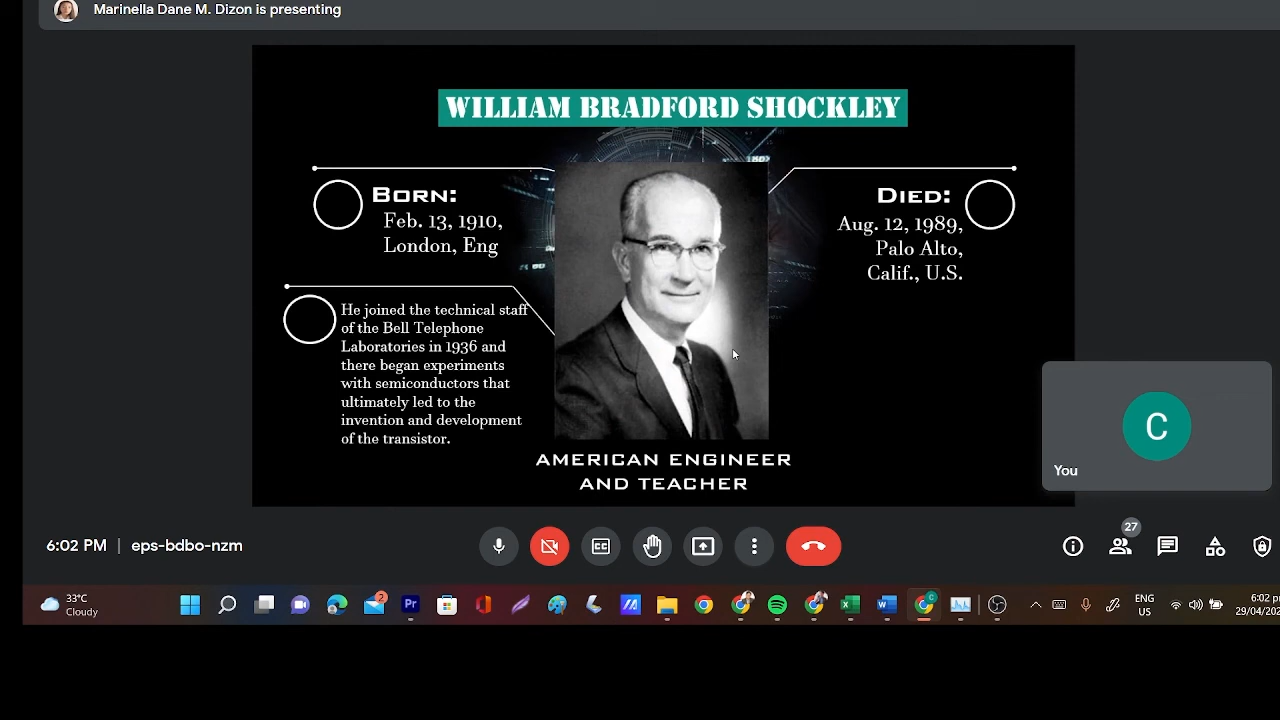 Marinella Dane M. Dizon is presenting
WILLIAM BRADFORD SHOCKLEY
BORN:
Feb. 13, 1910,
London, Eng
DIED:
Aug. 12, 1989,
Palo Alto,
Calif., U.S.
He joined the technical staff
of the Bell Telephone
Laboratories in 1936 and
there began experiments
with semiconductors that
ultimately led to the
invention and development
of the transistor.
AMERICAN ENGINEER
AND TEACHER
C
You
6:02 PM | eps-bdbo-nzm
27
33°C
Cloudy
2
Pr
ENG
US
6:02
29/04/202